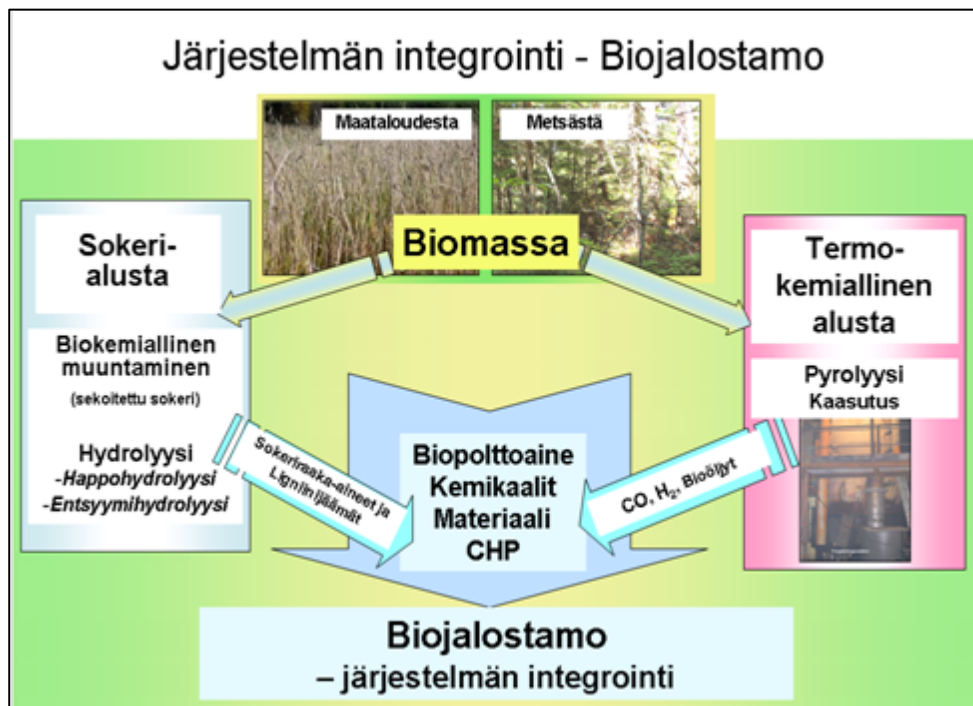 Järjestelmän integrointi - Biojalostamo
Maataloudesta
Metsästä
Biomassa
Sokeri-
alusta
Biokemiallinen
muuntaminen
(sekoitettu sokeri)
Hydrolyysi
-Happohydrolyysi
-Entsyymihydrolyysi
Sokeriraaka-aineet ja
Ligniinijäämät
Biopolttoaine
Kemikaalit
Materiaali
CHP
CO, H₂, Bioöljyt
Termo-
kemiallinen
alusta
Pyrolyysi
Kaasutus
Biojalostamo
– järjestelmän integrointi